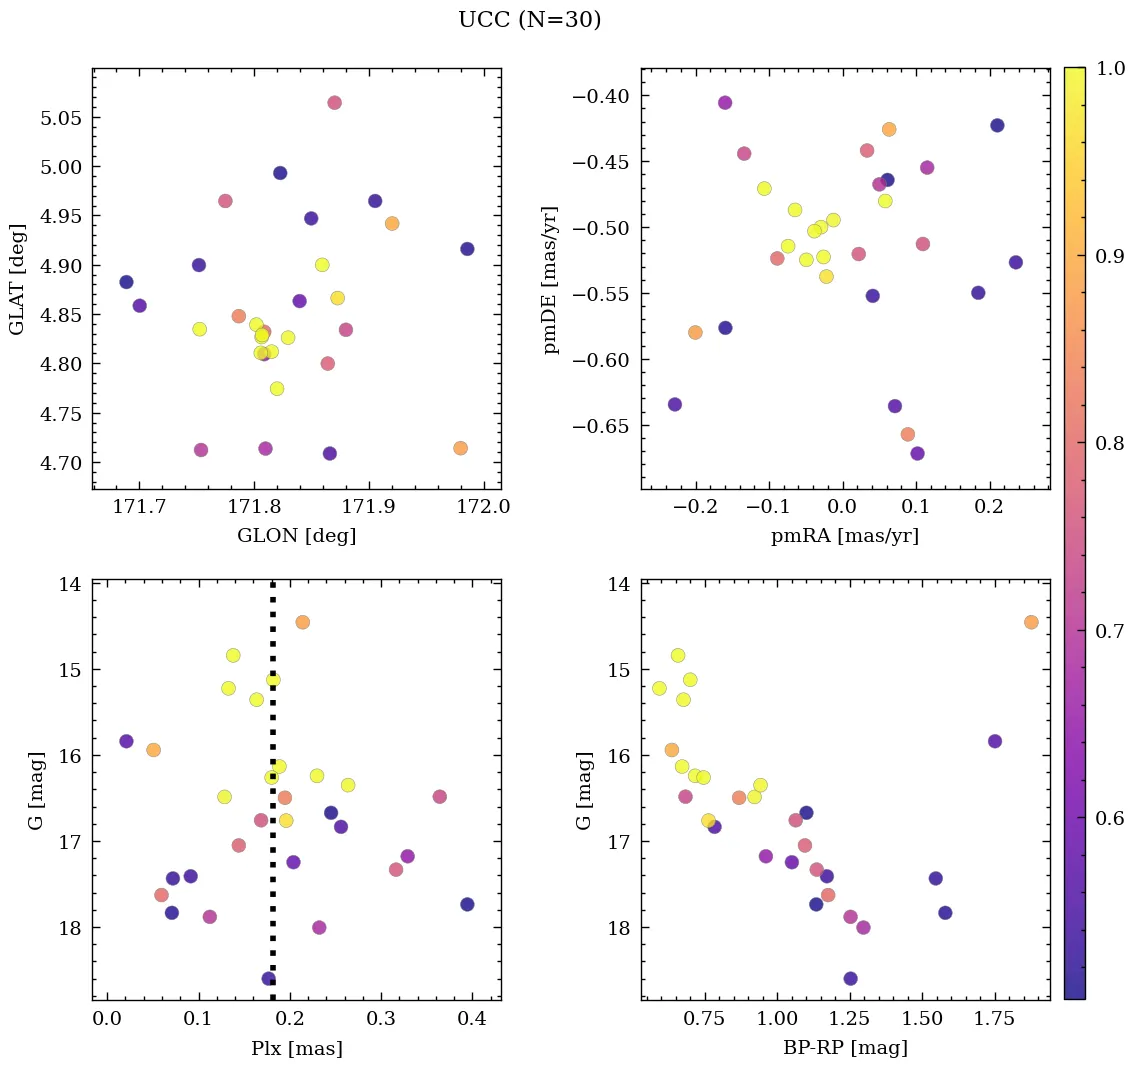 UCC (N=30)
5.05
5.00
4.95
4.90
4.85
4.80
4.75
4.70
GLAT [deg]
171.7 171.8 171.9 172.0
GLON [deg]
−0.40
−0.45
−0.50
−0.55
−0.60
−0.65
pmDE [mas/yr]
−0.2 −0.1 0.0 0.1 0.2
pmRA [mas/yr]
1.0
0.9
0.8
0.7
0.6
14
15
16
17
18
G [mag]
0.0 0.1 0.2 0.3 0.4
Plx [mas]
14
15
16
17
18
G [mag]
0.75 1.00 1.25 1.50 1.75
BP-RP [mag]